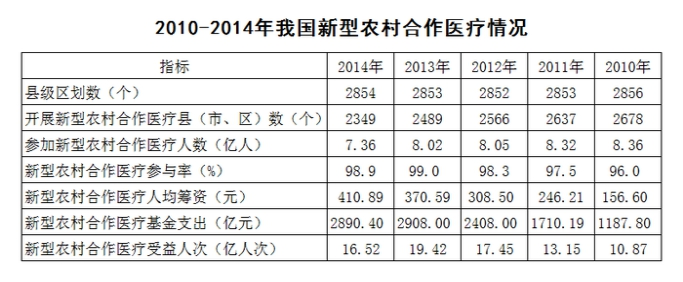 2010-2014年我国新型农村合作医疗情况
指标 2014年 2013年 2012年 2011年 2010年
县级区划数（个） 2854 2853 2852 2853 2856
开展新型农村合作医疗县（市、区）数（个） 2349 2489 2566 2637 2678
参加新型农村合作医疗人数（亿人） 7.36 8.02 8.05 8.32 8.36
新型农村合作医疗参与率（%） 98.9 99.0 98.3 97.5 96.0
新型农村合作医疗人均筹资（元） 410.89 370.59 308.50 246.21 156.60
新型农村合作医疗基金支出（亿元） 2890.40 2908.00 2408.00 1710.19 1187.80
新型农村合作医疗受益人次（亿人次） 16.52 19.42 17.45 13.15 10.87